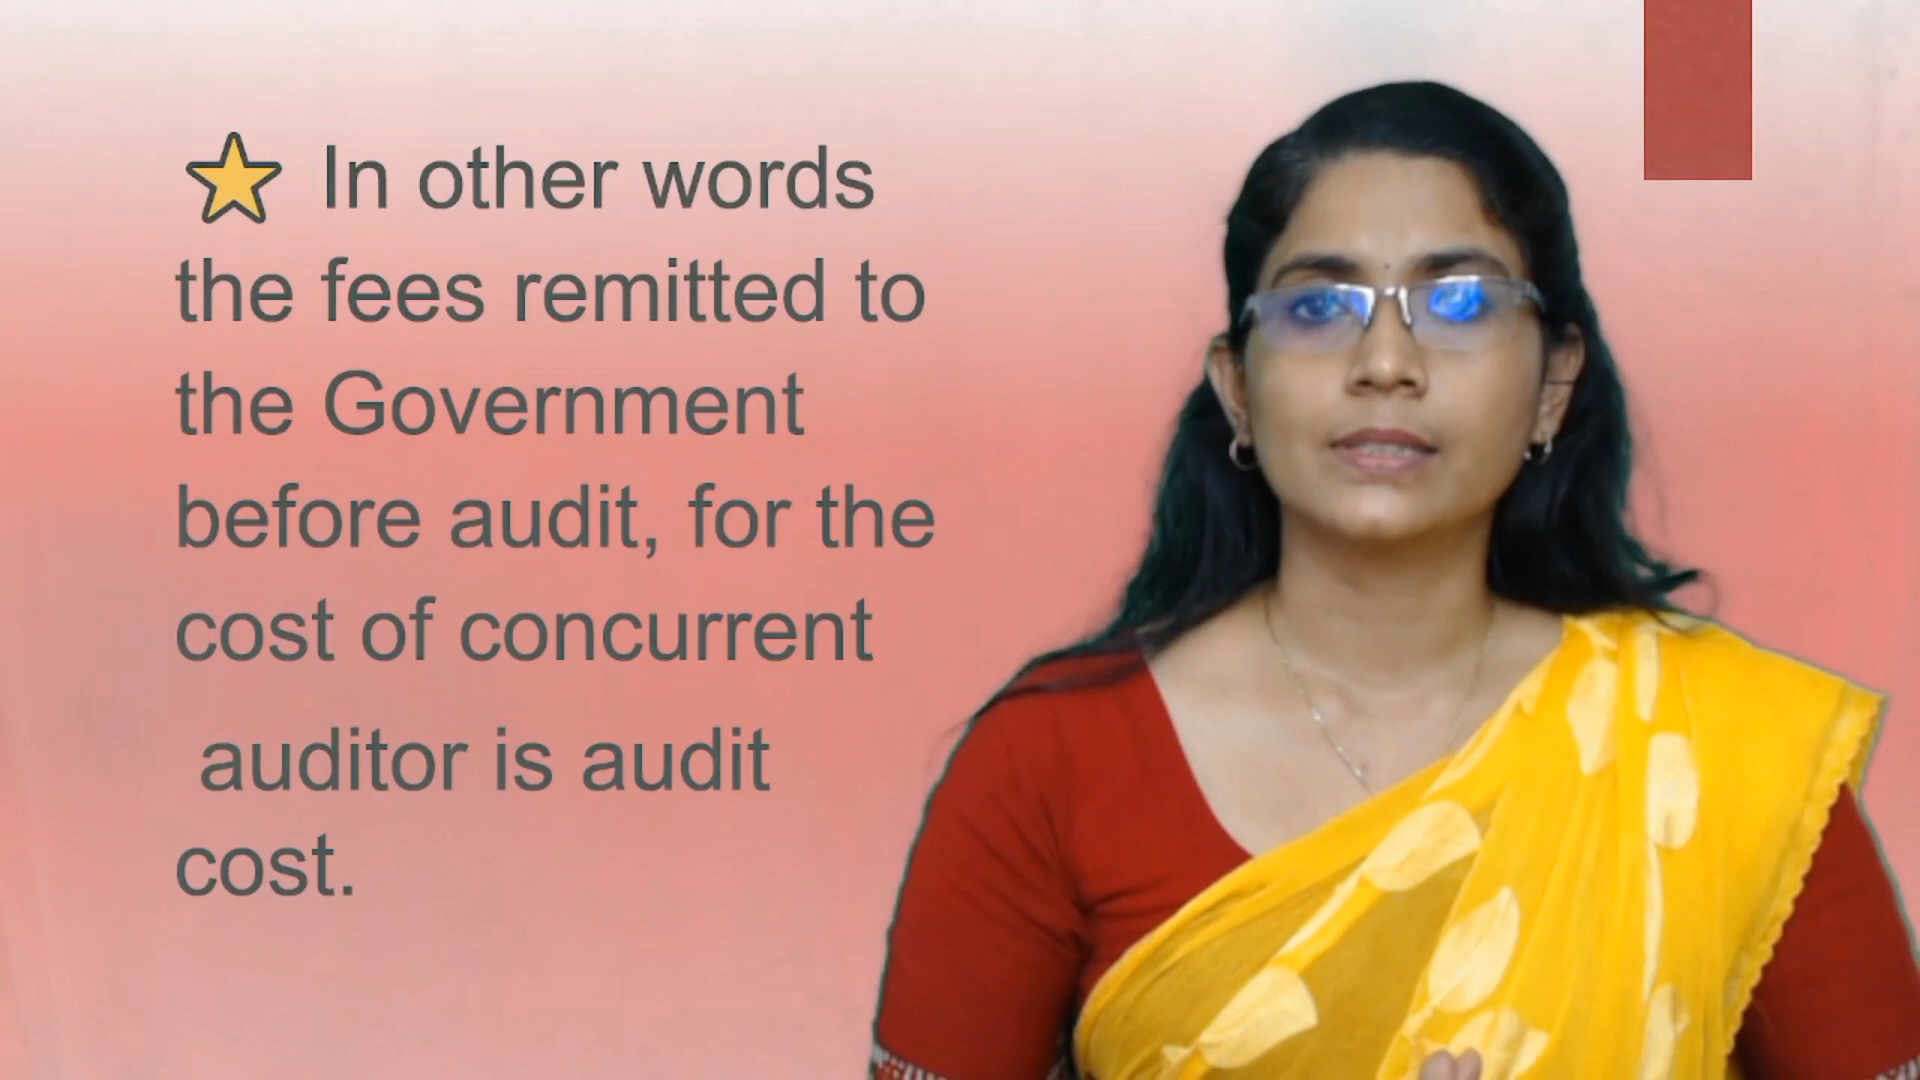 In other words
the fees remitted to
the Government
before audit, for the
cost of concurrent
auditor is audit
cost.